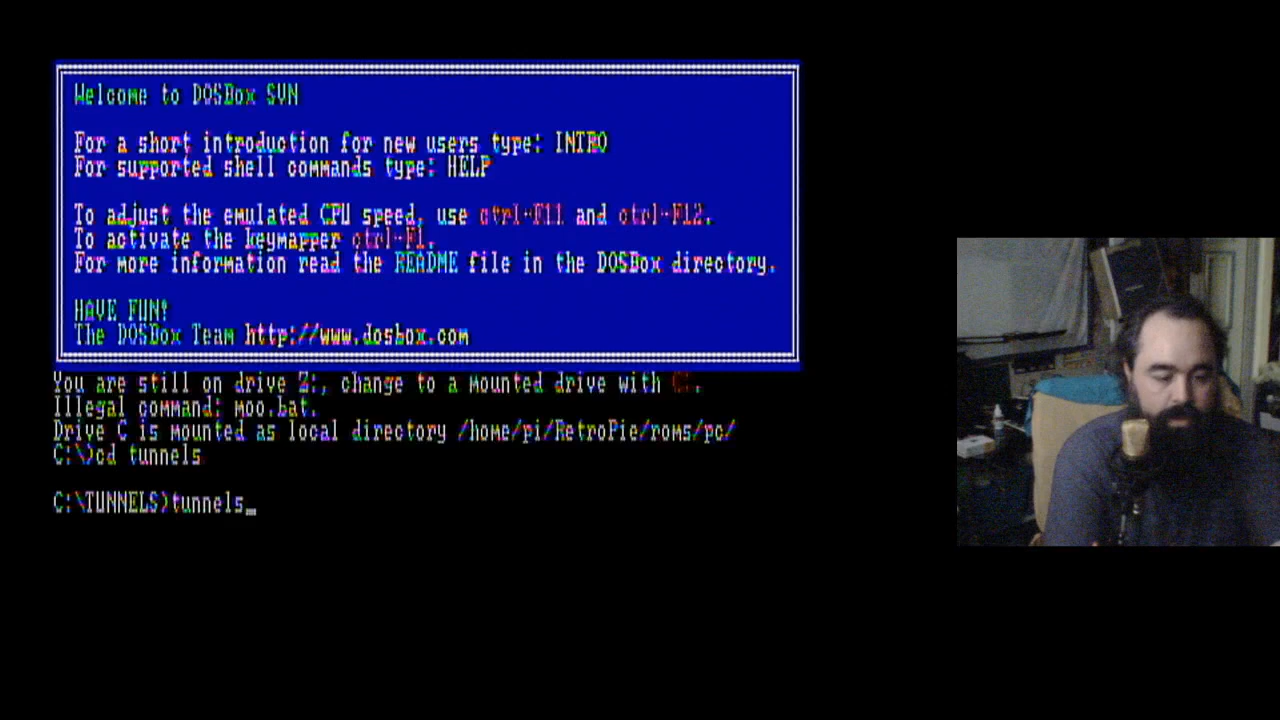 Welcome to DOSBox SVN
For a short introduction for new users type: INTRO
For supported shell commands type: HELP
To adjust the emulated CPU speed, use ctrl-F11 and ctrl-F12.
To activate the keymapper ctrl-F1.
For more information read the README file in the DOSBox directory.
HAVE FUN!
The DOSBox Team http://www.dosbox.com
You are still on drive Z:, change to a mounted drive with C:.
Illegal command: moo.bat.
Drive C is mounted as local directory /home/pi/RetroPie/roms/pc/
C:\>cd tunnels
C:\TUNNELS>tunnels_